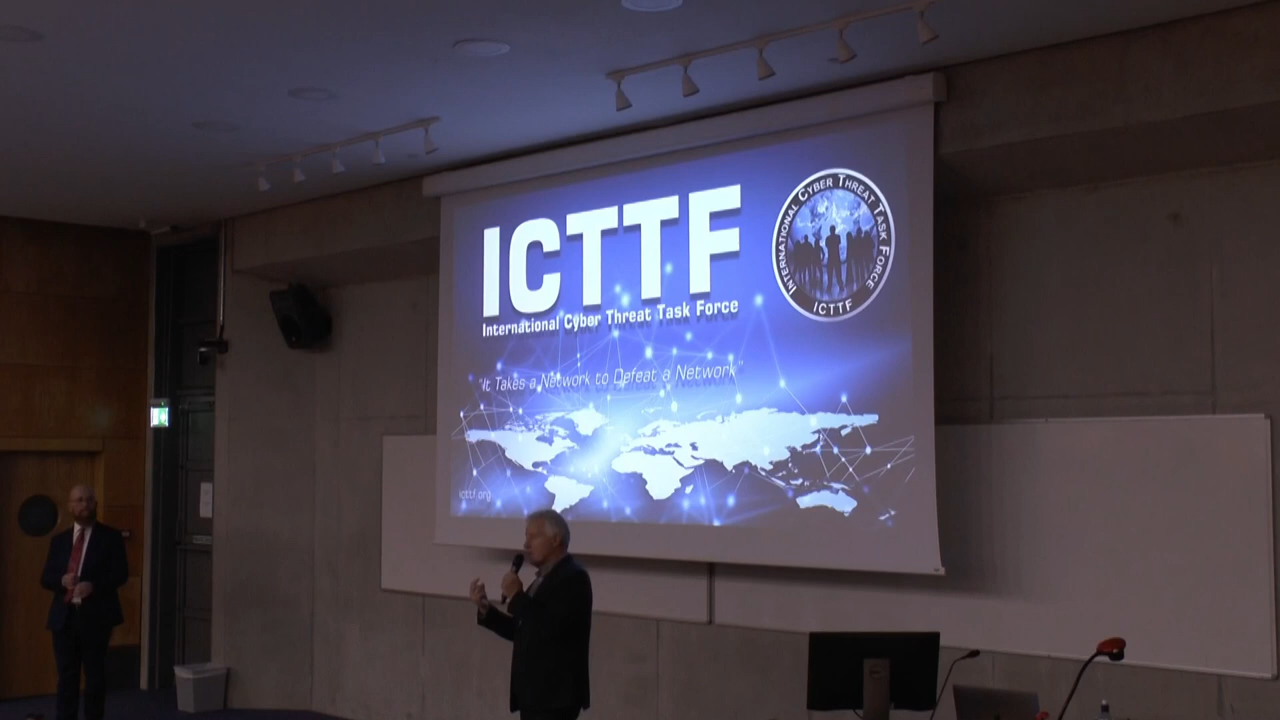 ICTTF
International Cyber Threat Task Force
"It Takes a Network to Defeat a Network"
icttf.org
INTERNATIONAL CYBER THREAT TASK FORCE
ICTTF